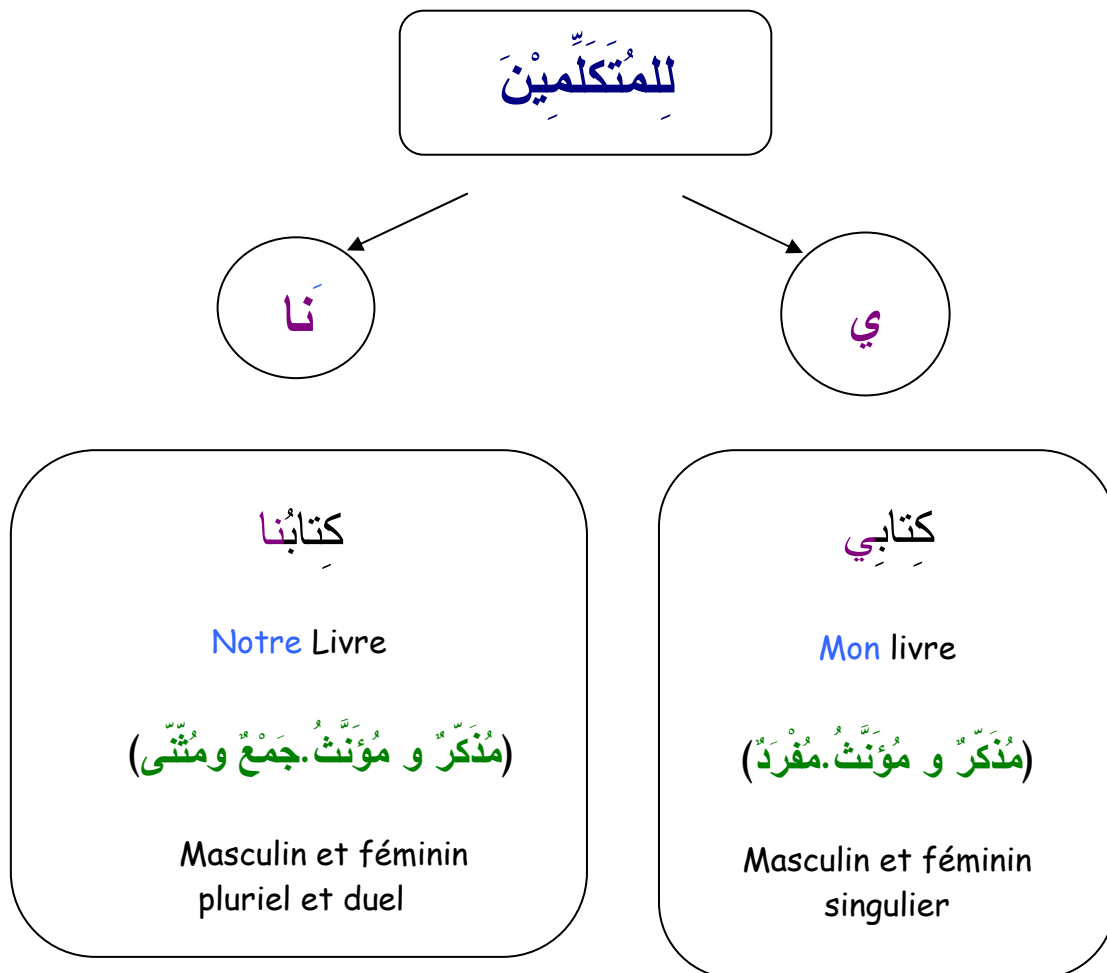 لِلمُتَكَلِّمِيْنَ
ي
نَا
كِتابِي
Mon livre
(مُذَكّرٌ و مُؤَنَّثُ.مُفْرَدٌ)
Masculin et féminin
singulier
كِتابُنا
Notre Livre
(مُذَكّرٌ و مُؤَنَّثُ.جَمْعٌ ومُثّنّى)
Masculin et féminin
pluriel et duel